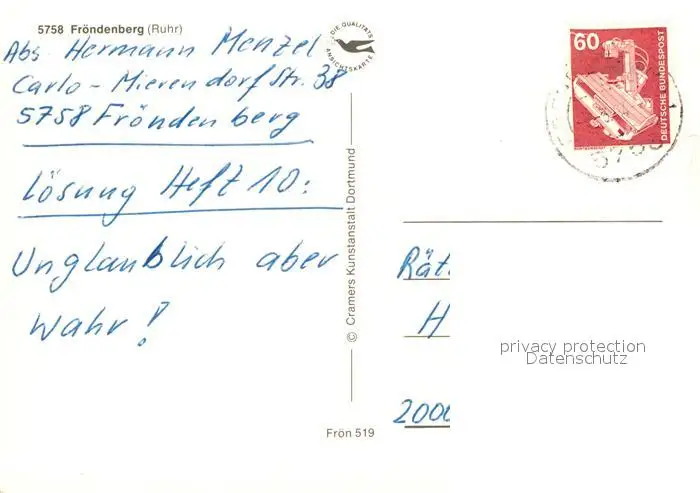 5758 Fröndenberg (Ruhr)
DIE QUALITÄTS
ANSICHTSKARTE
60
DEUTSCHE BUNDESPOST
Abs. Hermann Menzel
Carlo-Mierendorf Str. 38
5758 Fröndenberg
Lösung Heft 10:
Unglaublich aber
wahr!
© Cramers Kunstanstalt Dortmund
Rät
H
2000
privacy protection
Datenschutz
Frön 519